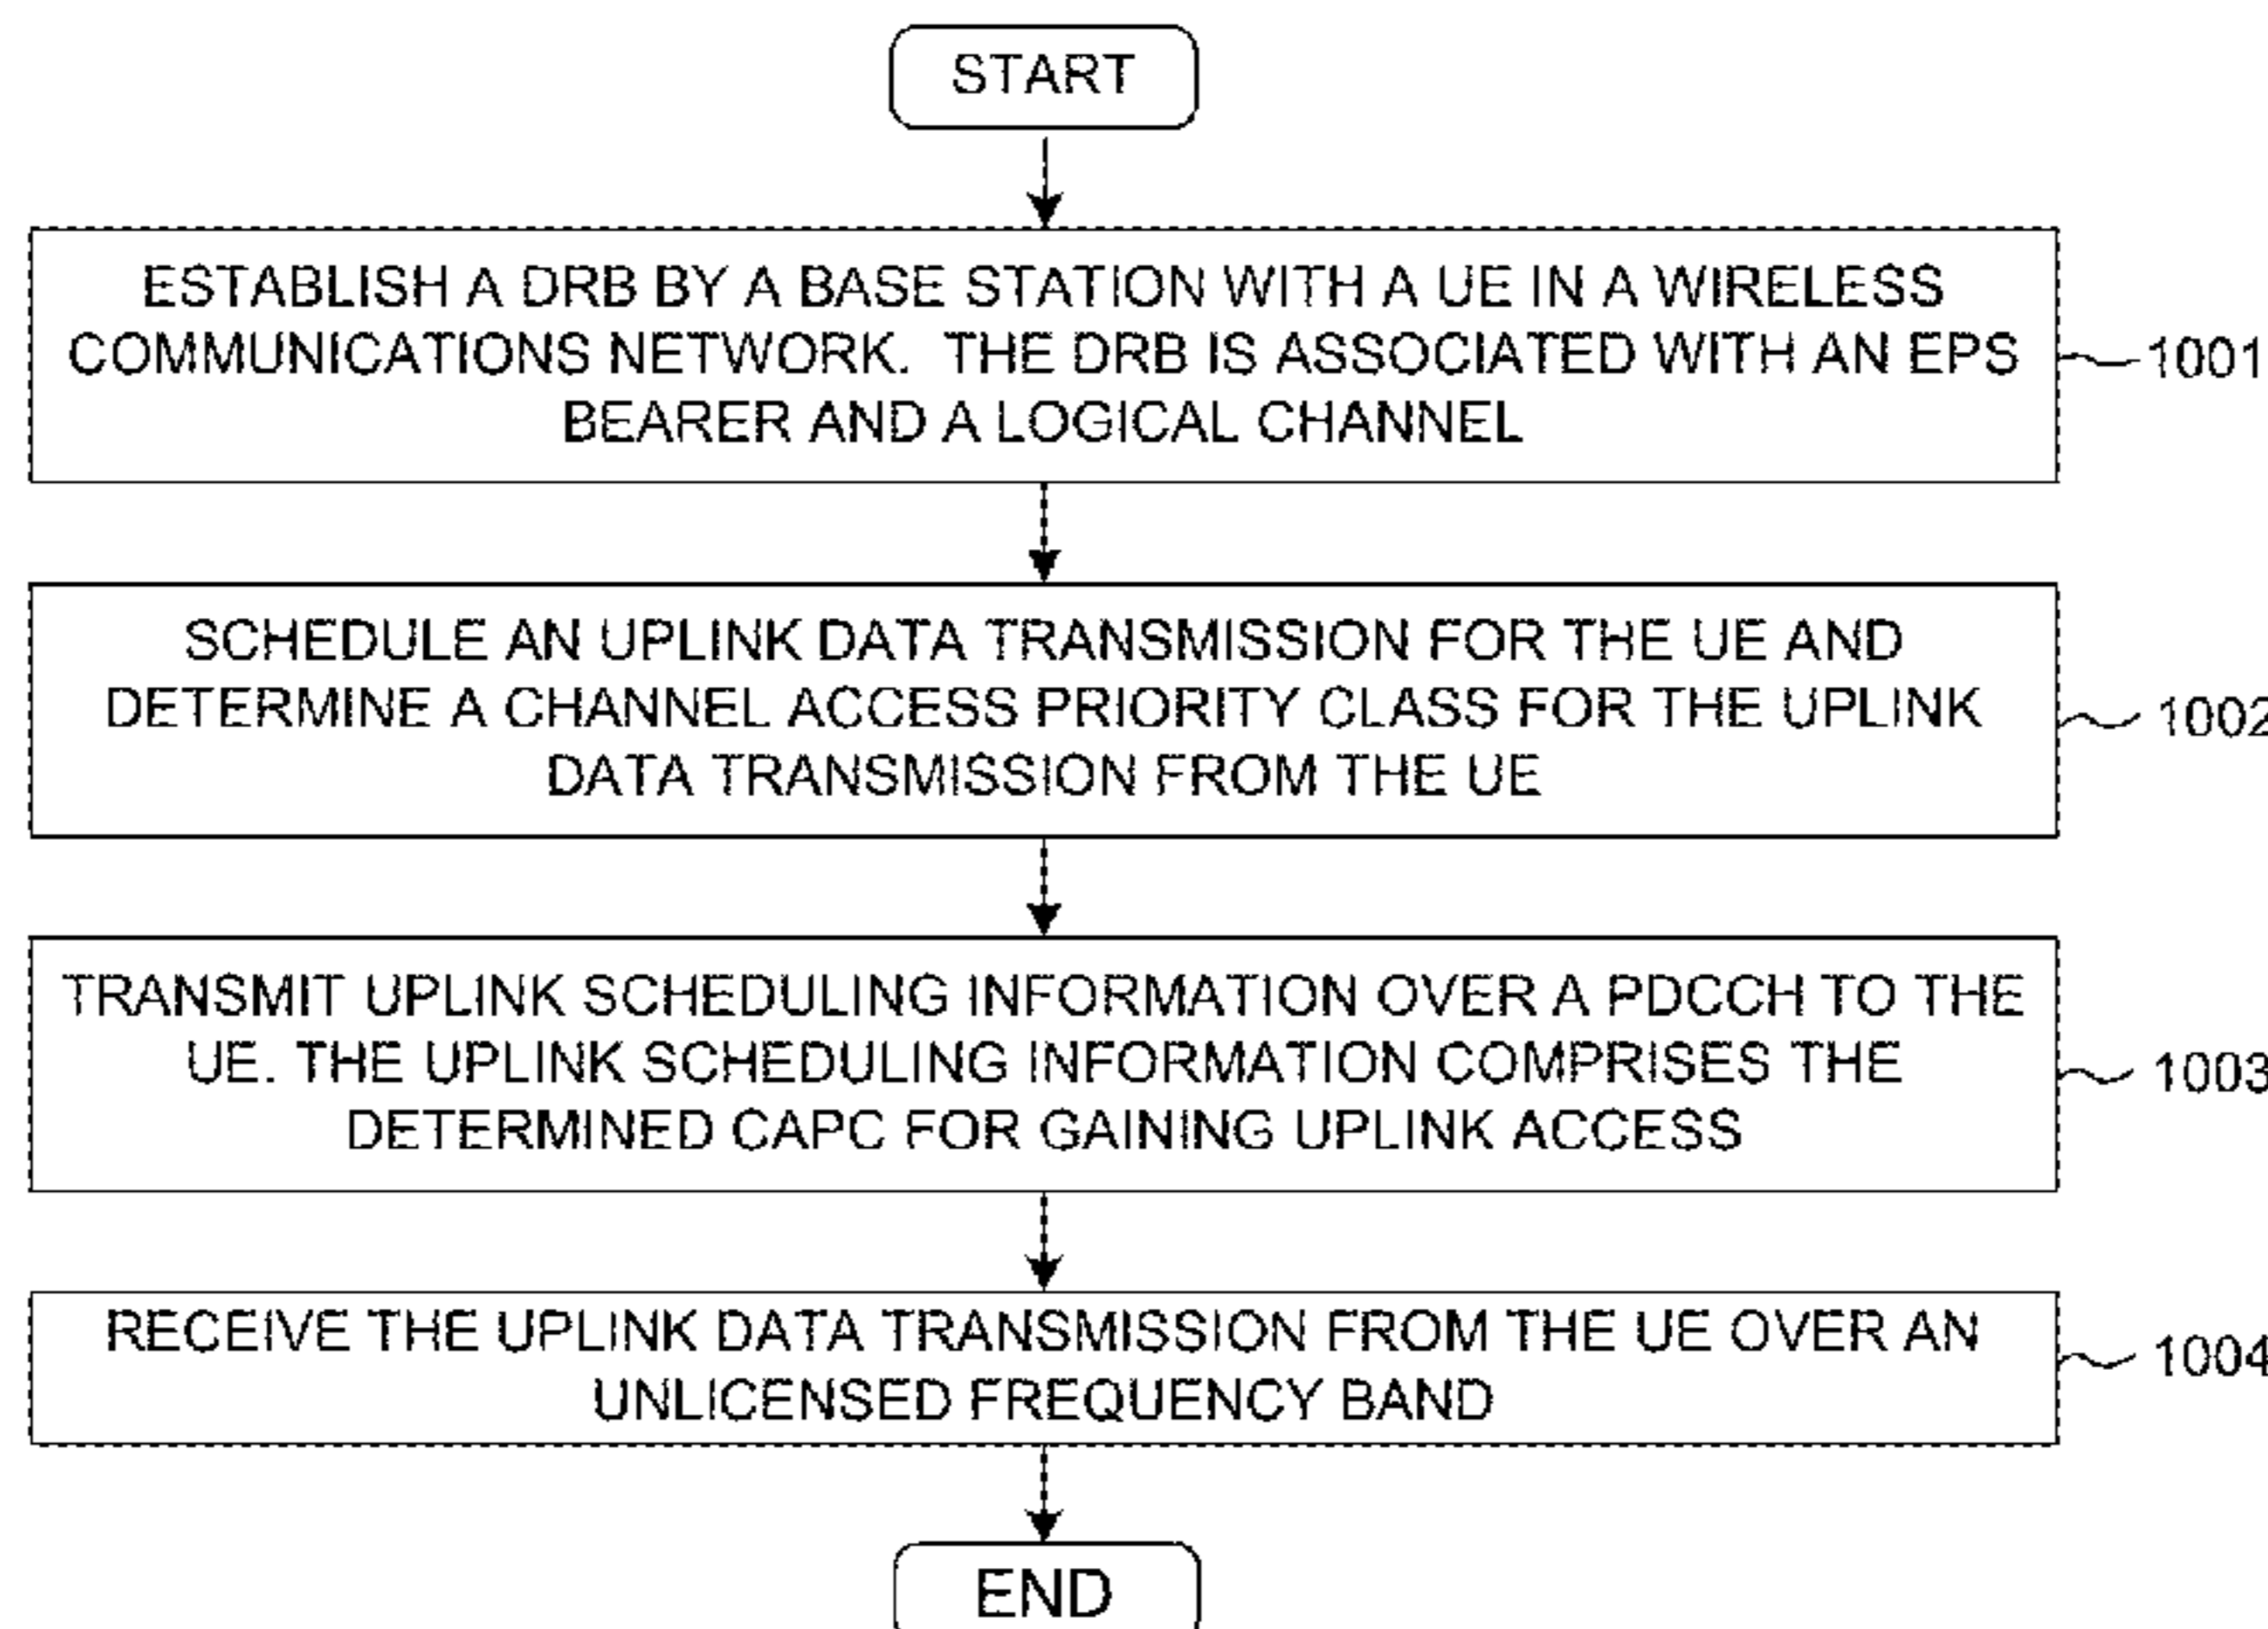 START
ESTABLISH A DRB BY A BASE STATION WITH A UE IN A WIRELESS
COMMUNICATIONS NETWORK. THE DRB IS ASSOCIATED WITH AN EPS
BEARER AND A LOGICAL CHANNEL
1001
SCHEDULE AN UPLINK DATA TRANSMISSION FOR THE UE AND
DETERMINE A CHANNEL ACCESS PRIORITY CLASS FOR THE UPLINK
DATA TRANSMISSION FROM THE UE
1002
TRANSMIT UPLINK SCHEDULING INFORMATION OVER A PDCCH TO THE
UE. THE UPLINK SCHEDULING INFORMATION COMPRISES THE
DETERMINED CAPC FOR GAINING UPLINK ACCESS
1003
RECEIVE THE UPLINK DATA TRANSMISSION FROM THE UE OVER AN
UNLICENSED FREQUENCY BAND
1004
END